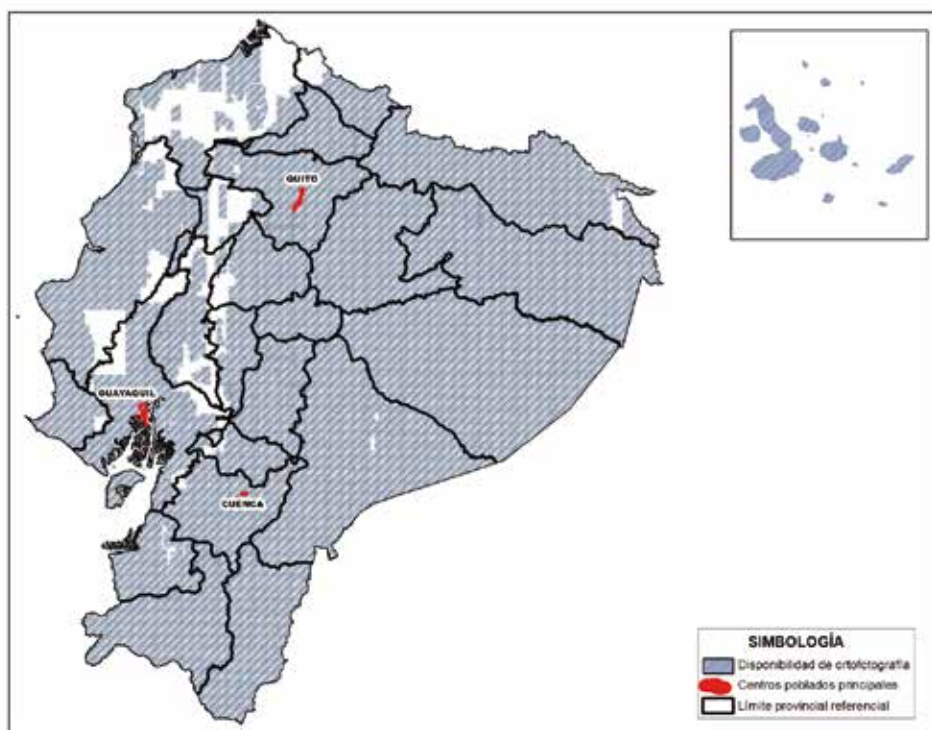 QUITO
GUAYAQUIL
CUENCA
SIMBOLOGÍA
Disponibilidad de ortofotografía
Centros poblados principales
Límite provincial referencial